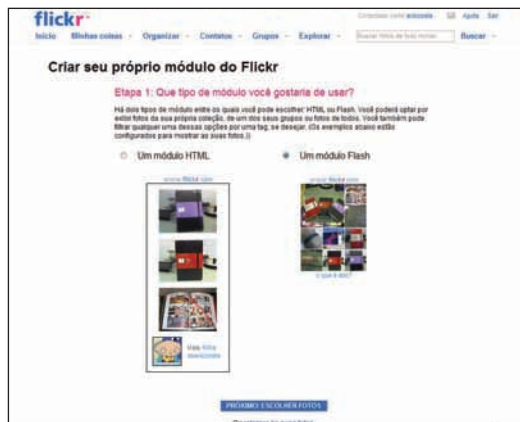 flickr
Ajuda Sair
Início Minhas coisas Organizar Contatos Grupos Explorar Buscar
Criar seu próprio módulo do Flickr
Etapa 1: Que tipo de módulo você gostaria de usar?
Há dois tipos de módulo entre os quais você pode escolher: HTML ou Flash. Você poderá optar por
exibir fotos da sua própria coleção, de um dos seus grupos ou fotos de todos. Você também pode
filtrar qualquer uma dessas opções por uma tag, se desejar. (Os exemplos abaixo estão
configurados para mostrar as suas fotos.))
Um módulo HTML
Um módulo Flash
www.flickr.com
www.flickr.com
O que é isto?
PRÓXIMO: ESCOLHER FOTOS